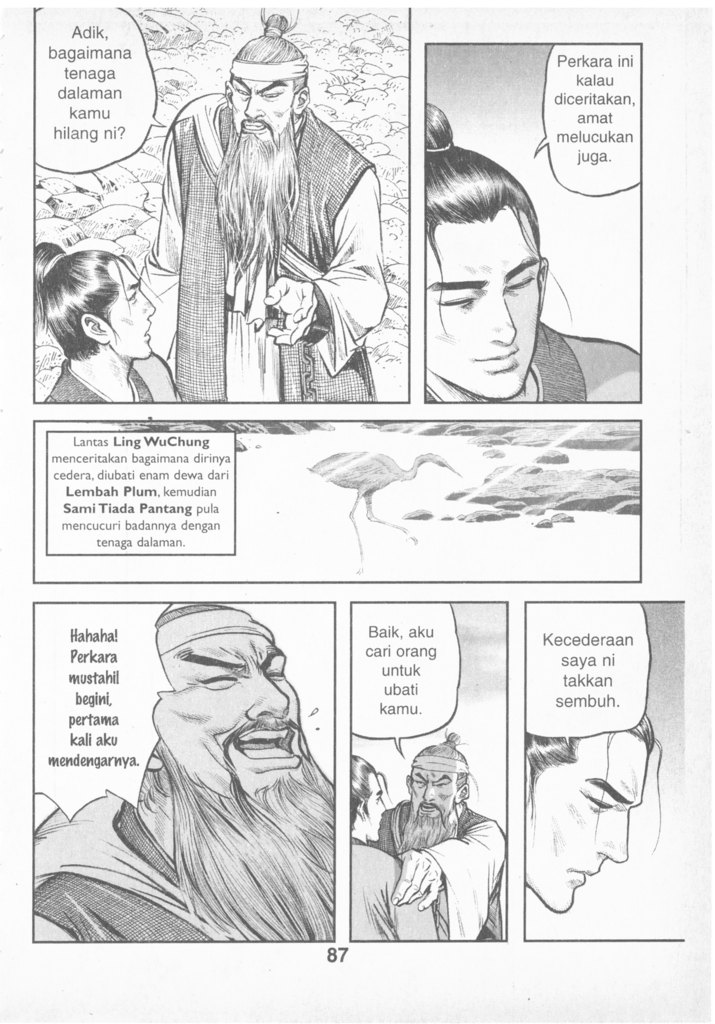 Adik,
bagaimana
tenaga
dalaman
kamu
hilang ni?
Perkara ini
kalau
diceritakan,
amat
melucukan
juga.
Lantas Ling WuChung
menceritakan bagaimana dirinya
cedera, diubati enam dewa dari
Lembah Plum, kemudian
Sami Tiada Pantang pula
mencucuri badannya dengan
tenaga dalaman.
Hahaha!
Perkara
mustahil
begini,
pertama
kali aku
mendengarnya.
Baik, aku
cari orang
untuk
ubati
kamu.
Kecederaan
saya ni
takkan
sembuh.
87